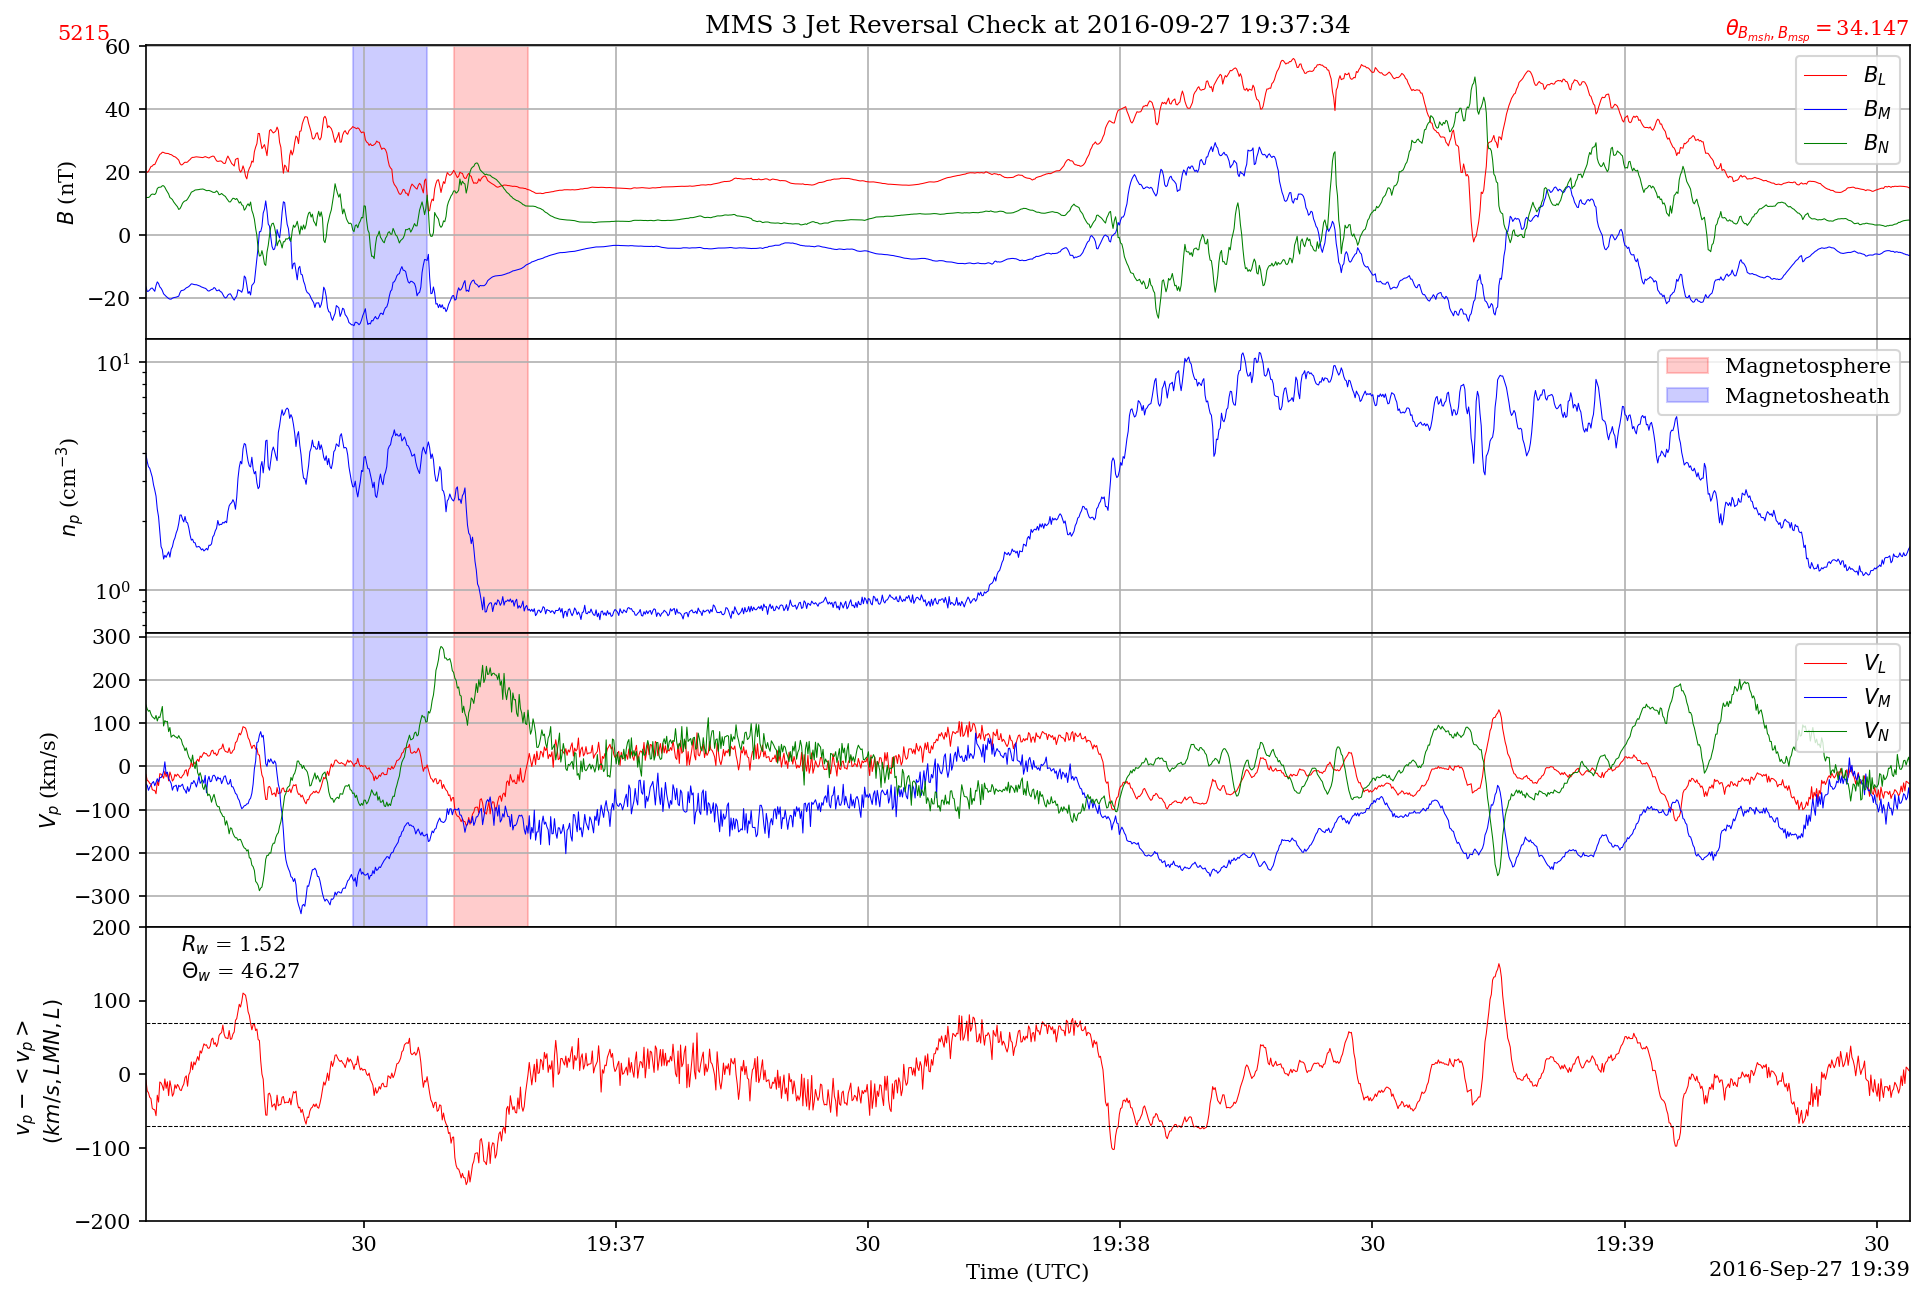 MMS 3 Jet Reversal Check at 2016-09-27 19:37:34
5215
θ_{B_{msh}, B_{msp}} = 34.147
60
40
20
0
−20
B (nT)
B_L
B_M
B_N
10^1
10^0
n_p (cm^{−3})
Magnetosphere
Magnetosheath
300
200
100
0
−100
−200
−300
V_p (km/s)
V_L
V_M
V_N
200
100
0
−100
−200
v_p − < v_p >
(km/s, LMN, L)
R_w = 1.52
Θ_w = 46.27
30
19:37
30
19:38
30
19:39
30
Time (UTC)
2016-Sep-27 19:39